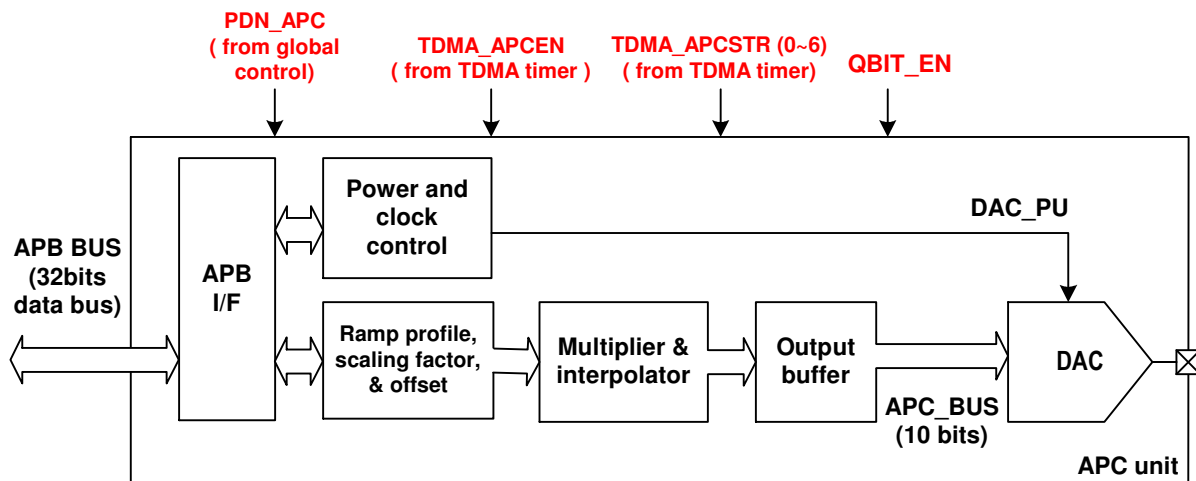 PDN_APC
( from global
control)
TDMA_APCEN
( from TDMA timer )
TDMA_APCSTR (0~6)
( from TDMA timer)
QBIT_EN
Power and
clock
control
DAC_PU
APB BUS
(32bits
data bus)
APB
I/F
Ramp profile,
scaling factor,
& offset
Multiplier &
interpolator
Output
buffer
DAC
APC_BUS
(10 bits)
APC unit